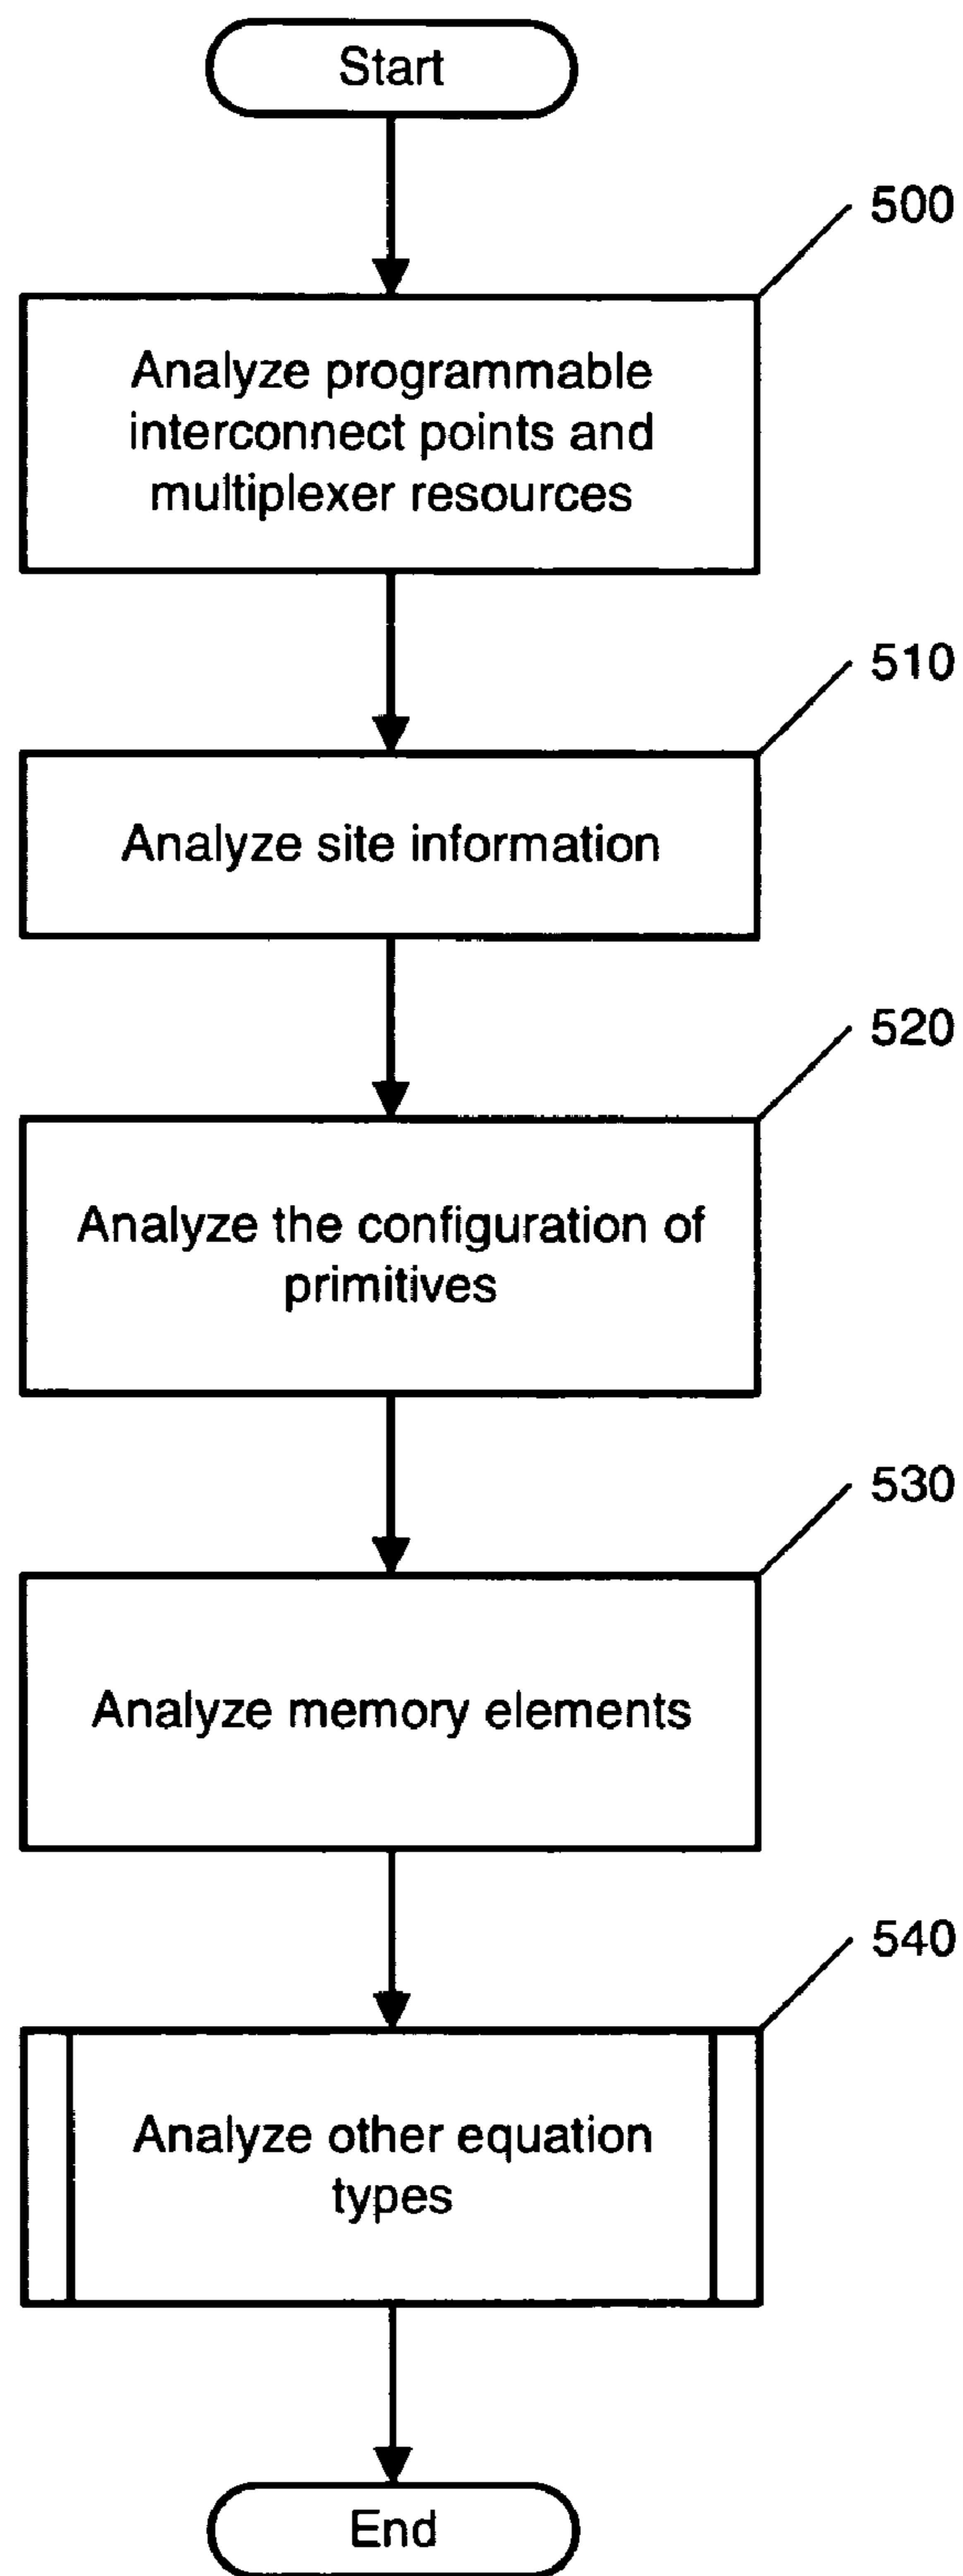 Start
500
Analyze programmable
interconnect points and
multiplexer resources
510
Analyze site information
520
Analyze the configuration of
primitives
530
Analyze memory elements
540
Analyze other equation
types
End